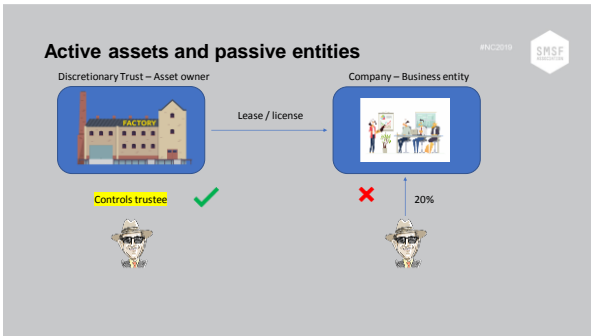 Active assets and passive entities
#NC2019
SMSF
ASSOCIATION
Discretionary Trust – Asset owner
Company – Business entity
FACTORY
Lease / license
Controls trustee
20%